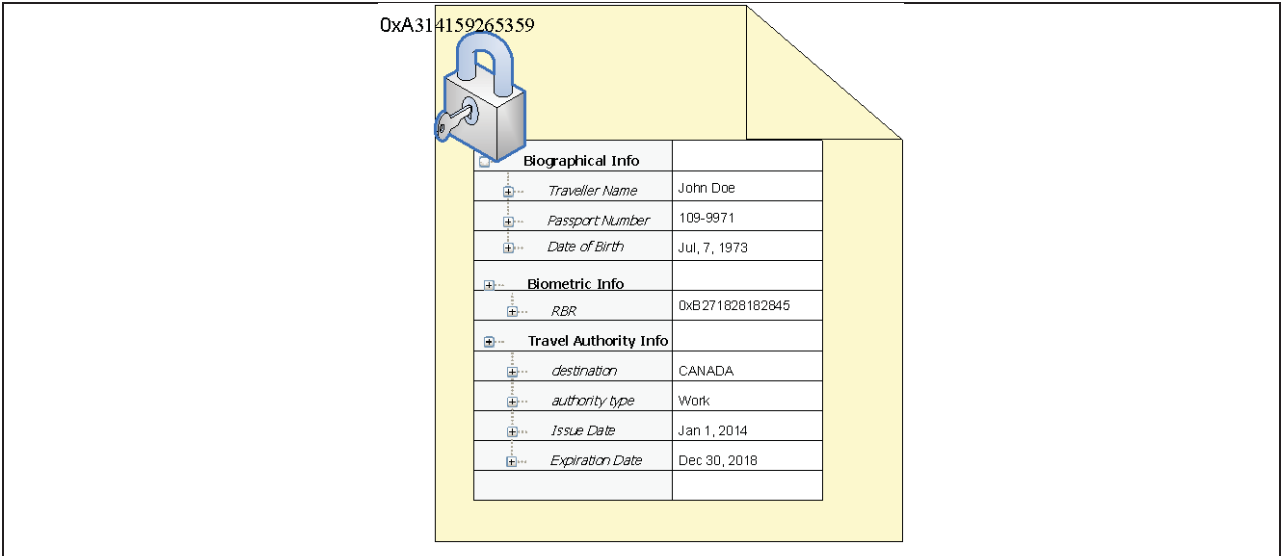 0xA314159265359
Biographical Info
Traveller Name John Doe
Passport Number 109-9971
Date of Birth Jul, 7, 1973
Biometric Info
RBR 0xB271828182845
Travel Authority Info
destination CANADA
authority type Work
Issue Date Jan 1, 2014
Expiration Date Dec 30, 2018